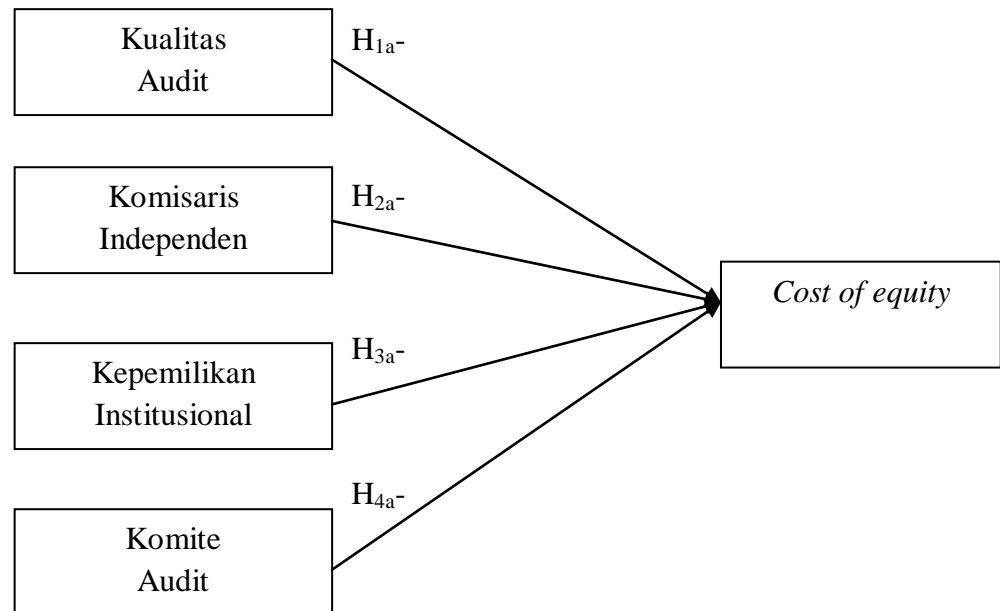 Kualitas
Audit
H1a-
Komisaris
Independen
H2a-
Kepemilikan
Institusional
H3a-
Komite
Audit
H4a-
Cost of equity